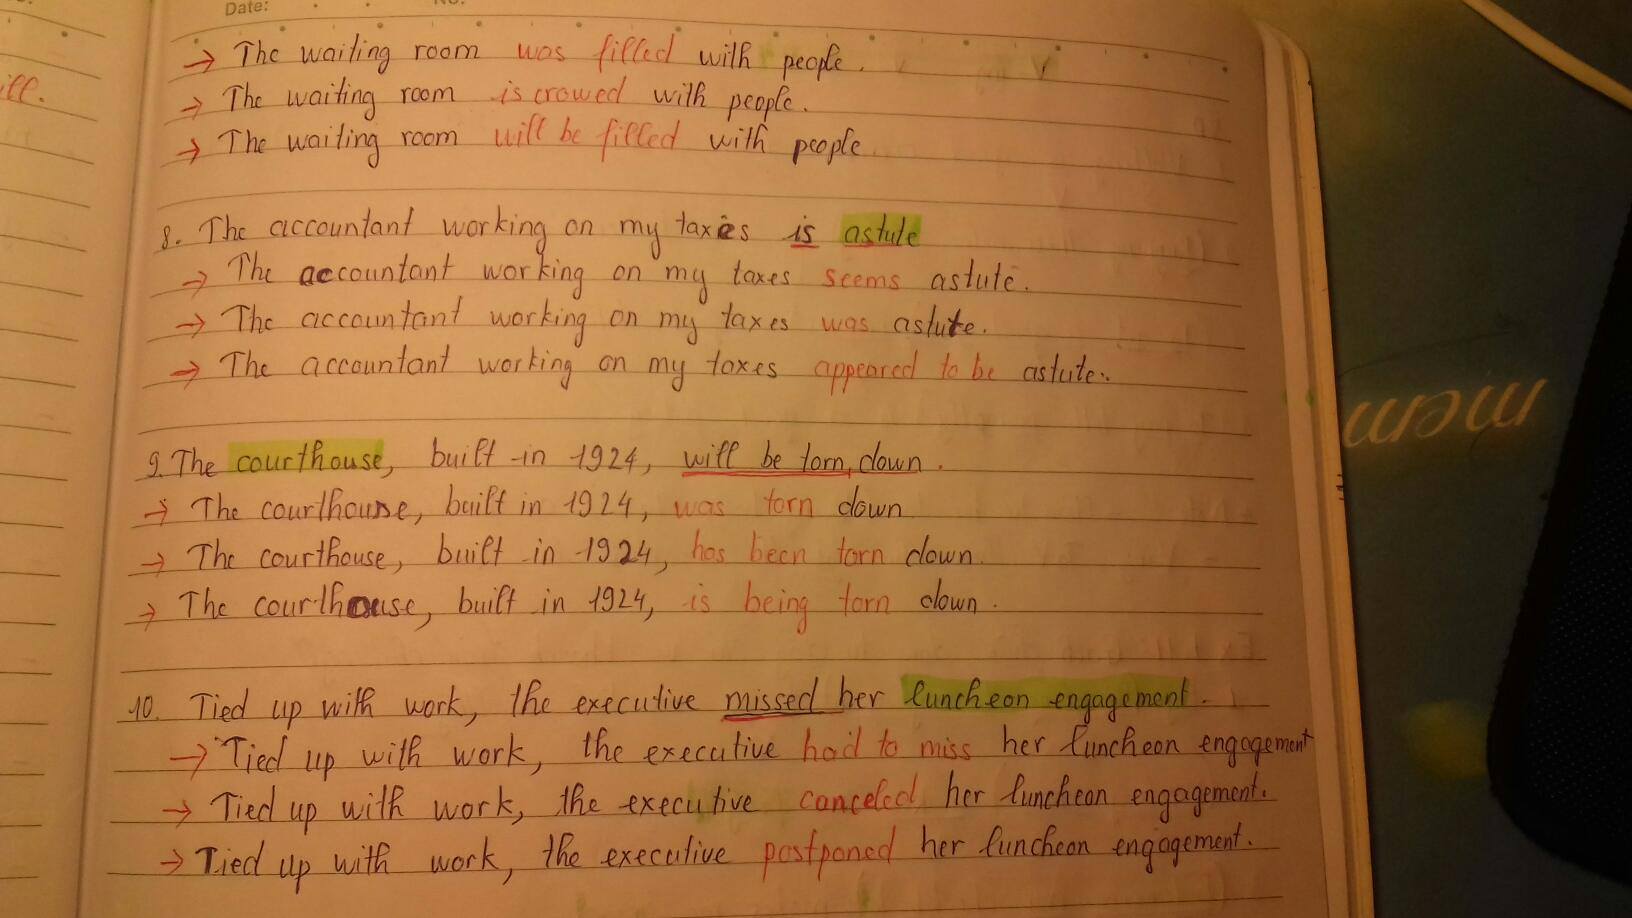 Date: No:
ill.
→ The waiting room was filled with people.
→ The waiting room is crowed with people.
→ The waiting room will be filled with people
8. The accountant working on my taxes is astute
→ The accountant working on my taxes seems astute.
→ The accountant working on my taxes was astute.
→ The accountant working on my taxes appeared to be astute.
9. The courthouse, built in 1924, will be torn down.
→ The courthouse, built in 1924, was torn down
→ The courthouse, built in 1924, has been torn down.
→ The courthouse, built in 1924, is being torn down.
10. Tied up with work, the executive missed her luncheon engagement.
→ Tied up with work, the executive had to miss her luncheon engagement
→ Tied up with work, the executive canceled her luncheon engagement.
→ Tied up with work, the executive postponed her luncheon engagement.